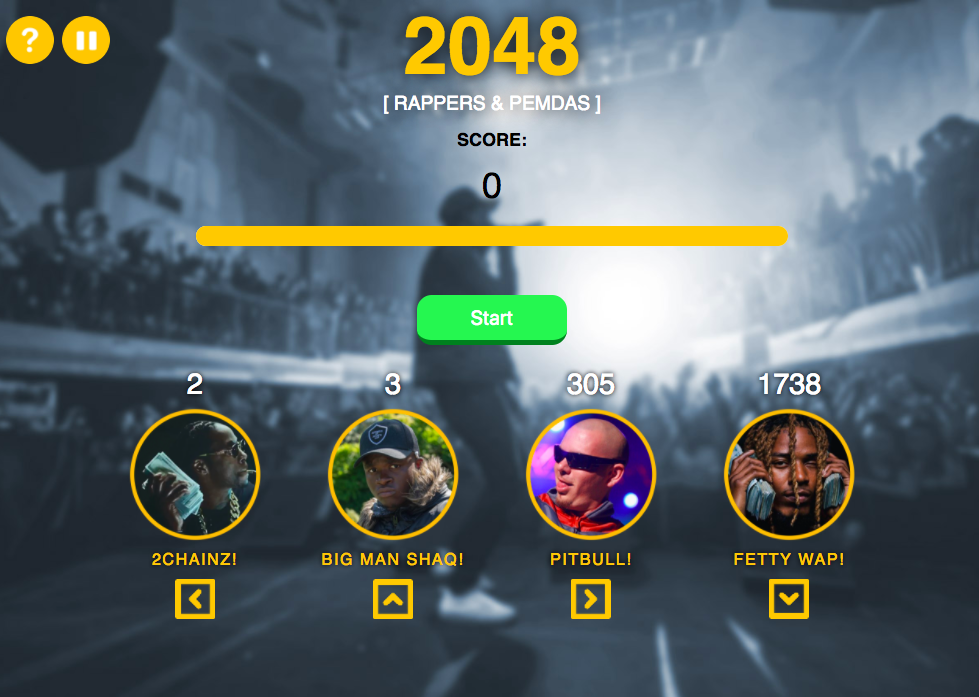 ?
2048
[ RAPPERS & PEMDAS ]
SCORE:
0
Start
2
3
305
1738
2CHAINZ!
BIG MAN SHAQ!
PITBULL!
FETTY WAP!